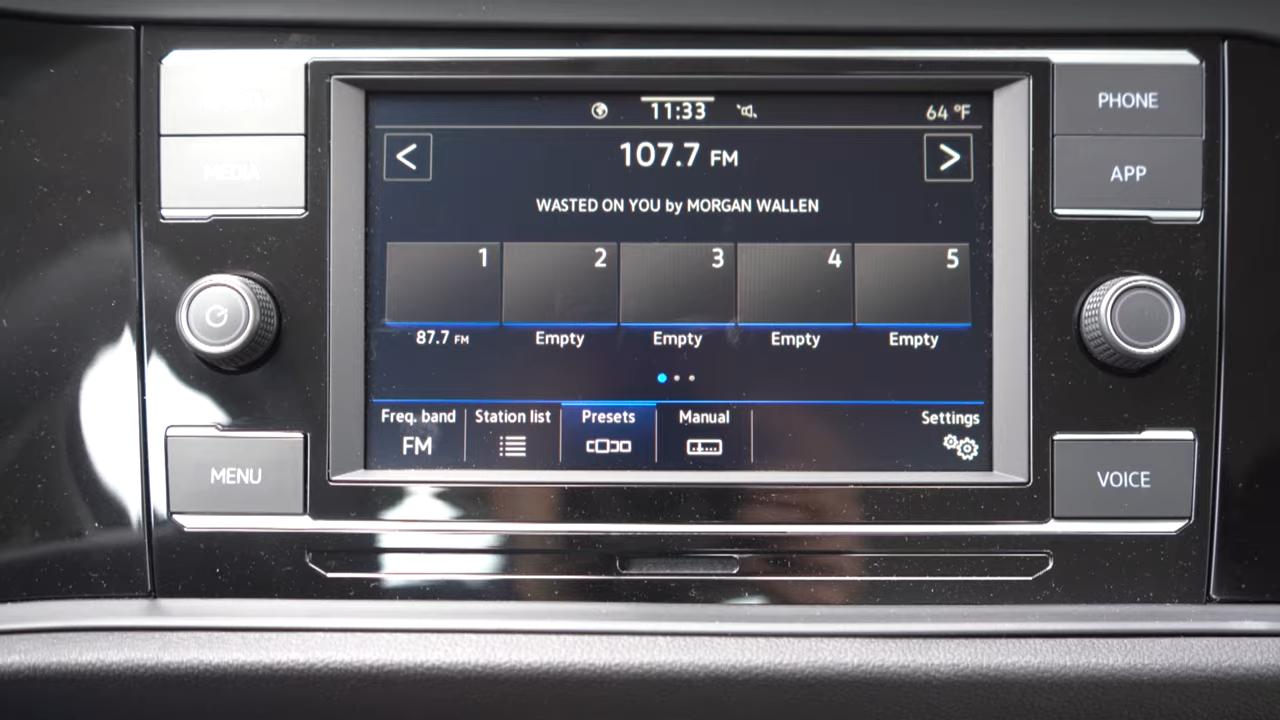 11:33
64 °F
PHONE
<
107.7 FM
>
MEDIA
APP
WASTED ON YOU by MORGAN WALLEN
1 2 3 4 5
87.7 FM Empty Empty Empty Empty
Freq. band Station list Presets Manual Settings
FM
MENU
VOICE